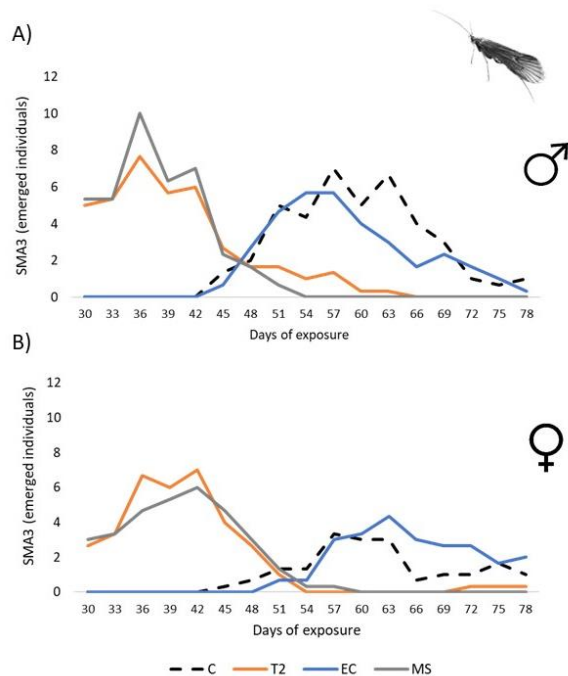 A)
SMA3 (emerged individuals)
12
10
8
6
4
2
0
30 33 36 39 42 45 48 51 54 57 60 63 66 69 72 75 78
Days of exposure
B)
SMA3 (emerged individuals)
12
10
8
6
4
2
0
30 33 36 39 42 45 48 51 54 57 60 63 66 69 72 75 78
Days of exposure
C T2 EC MS